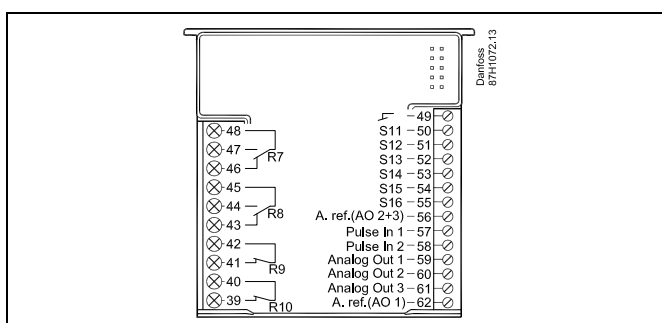 Danfoss
87H1072.13
48
47
R7
46
45
44
R8
43
42
41
R9
40
39
R10
49
S11 50
S12 51
S13 52
S14 53
S15 54
S16 55
A. ref.(AO 2+3) 56
Pulse In 1 57
Pulse In 2 58
Analog Out 1 59
Analog Out 2 60
Analog Out 3 61
A. ref.(AO 1) 62